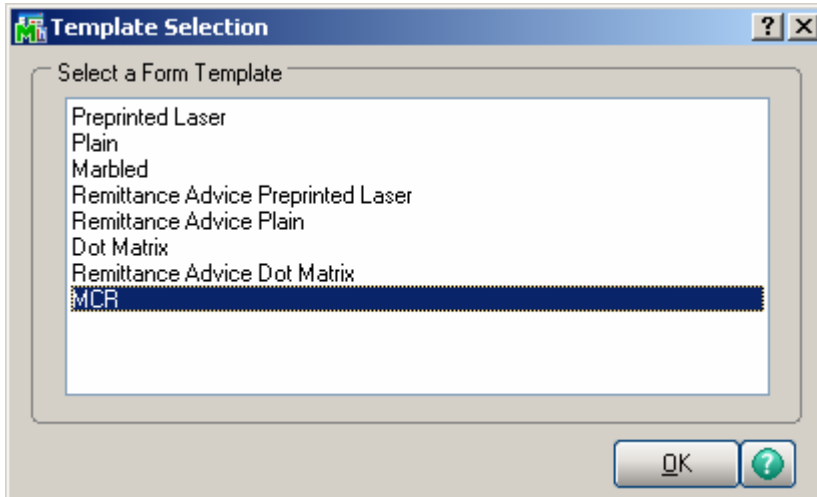 Template Selection
Select a Form Template
Preprinted Laser
Plain
Marbled
Remittance Advice Preprinted Laser
Remittance Advice Plain
Dot Matrix
Remittance Advice Dot Matrix
MCR
OK